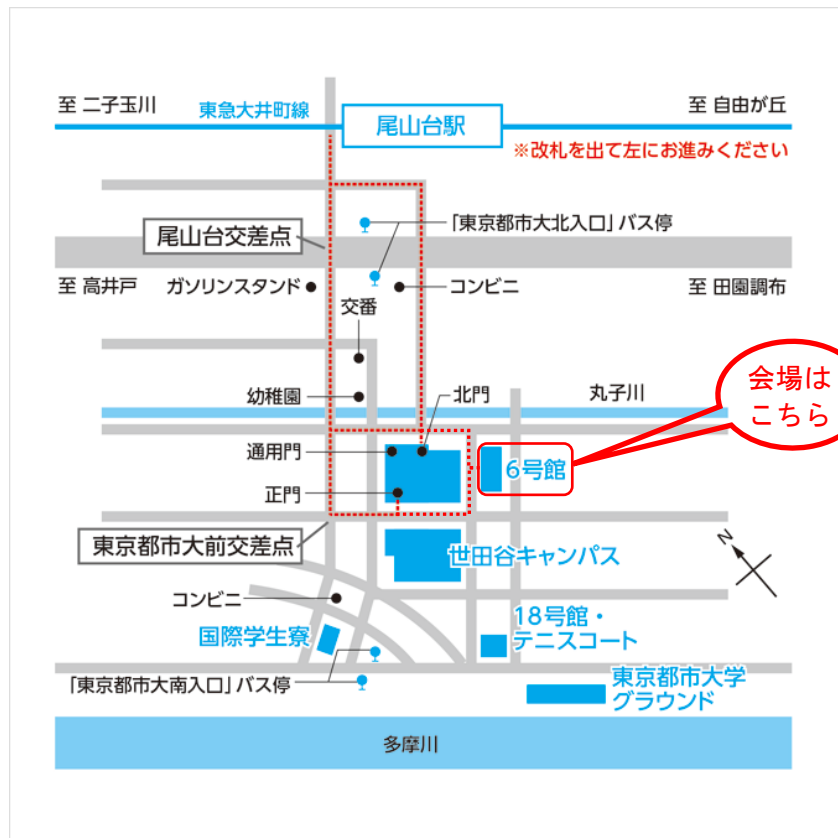 至 二子玉川
東急大井町線
尾山台駅
至 自由が丘
※改札を出て左にお進みください
尾山台交差点
「東京都市大北入口」バス停
至 高井戸
ガソリンスタンド
コンビニ
至 田園調布
交番
幼稚園
北門
丸子川
会場は
こちら
通用門
6号館
正門
東京都市大前交差点
世田谷キャンパス
N
コンビニ
国際学生寮
18号館・
テニスコート
「東京都市大南入口」バス停
東京都市大学
グラウンド
多摩川